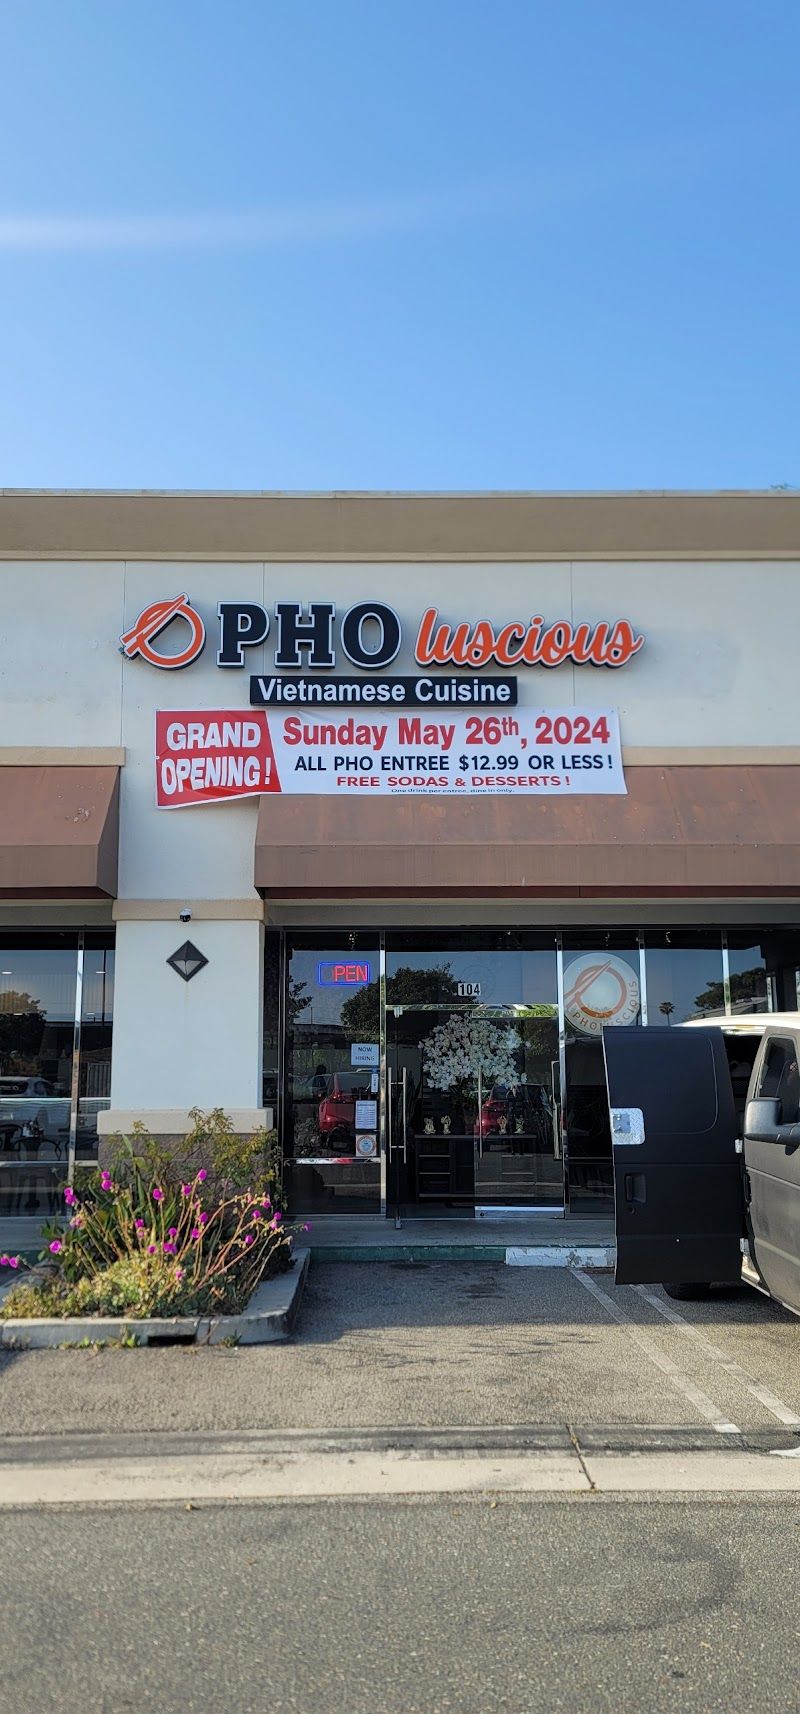 PHO luscious
Vietnamese Cuisine
GRAND OPENING!
Sunday May 26th, 2024
ALL PHO ENTREE $12.99 OR LESS!
FREE SODAS & DESSERTS!
One drink per entree, dine in only.
OPEN
104
NOW HIRING
PHOLUSCIOUS